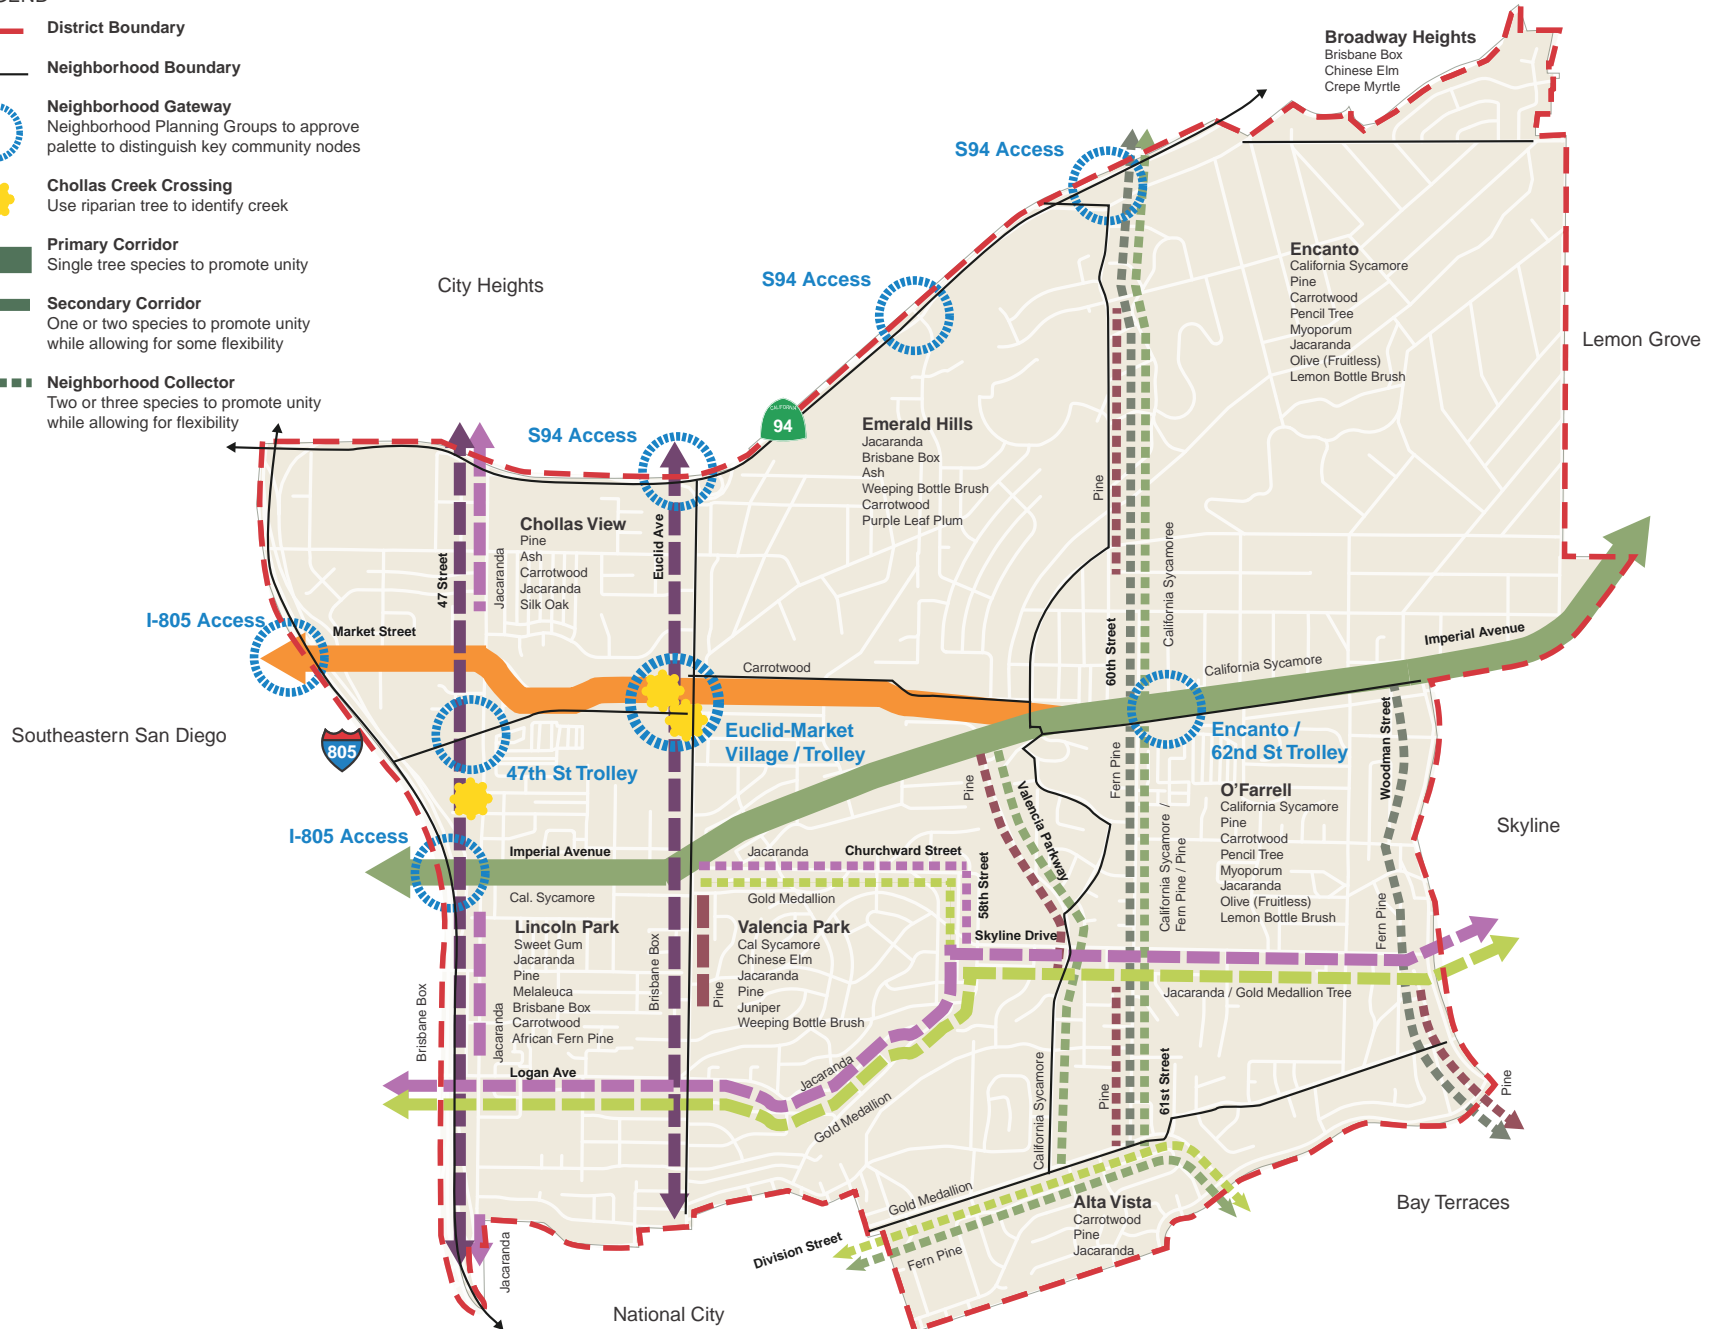 District Boundary
Neighborhood Boundary
Neighborhood Gateway
Neighborhood Planning Groups to approve
palette to distinguish key community nodes
Chollas Creek Crossing
Use riparian tree to identify creek
Primary Corridor
Single tree species to promote unity
Secondary Corridor
One or two species to promote unity
while allowing for some flexibility
Neighborhood Collector
Two or three species to promote unity
while allowing for flexibility
Broadway Heights
Brisbane Box
Chinese Elm
Crepe Myrtle
S94 Access
S94 Access
S94 Access
City Heights
Encanto
California Sycamore
Pine
Carrotwood
Pencil Tree
Myoporum
Jacaranda
Olive (Fruitless)
Lemon Bottle Brush
Lemon Grove
CALIFORNIA
94
Emerald Hills
Jacaranda
Brisbane Box
Ash
Weeping Bottle Brush
Carrotwood
Purple Leaf Plum
Chollas View
Pine
Ash
Carrotwood
Jacaranda
Silk Oak
47 Street
Jacaranda
Euclid Ave
Pine
California Sycamoree
60th Street
I-805 Access
Market Street
Carrotwood
California Sycamore
Imperial Avenue
Southeastern San Diego
805
47th St Trolley
Euclid-Market
Village / Trolley
Encanto /
62nd St Trolley
Woodman Street
Fern Pine
Pine
Valencia Parkway
O'Farrell
California Sycamore
Pine
Carrotwood
Pencil Tree
Myoporum
Jacaranda
Olive (Fruitless)
Lemon Bottle Brush
California Sycamore /
Fern Pine / Pine
Skyline
I-805 Access
Imperial Avenue
Cal. Sycamore
Jacaranda
Churchward Street
Gold Medallion
58th Street
Skyline Drive
Fern Pine
Lincoln Park
Sweet Gum
Jacaranda
Pine
Melaleuca
Brisbane Box
Carrotwood
African Fern Pine
Valencia Park
Cal Sycamore
Chinese Elm
Jacaranda
Pine
Juniper
Weeping Bottle Brush
Brisbane Box
Jacaranda
Brisbane Box
Pine
Jacaranda / Gold Medallion Tree
Logan Ave
Jacaranda
Gold Medallion
California Sycamore
Pine
61st Street
Pine
Gold Medallion
Alta Vista
Carrotwood
Pine
Jacaranda
Bay Terraces
Division Street
Fern Pine
Jacaranda
National City